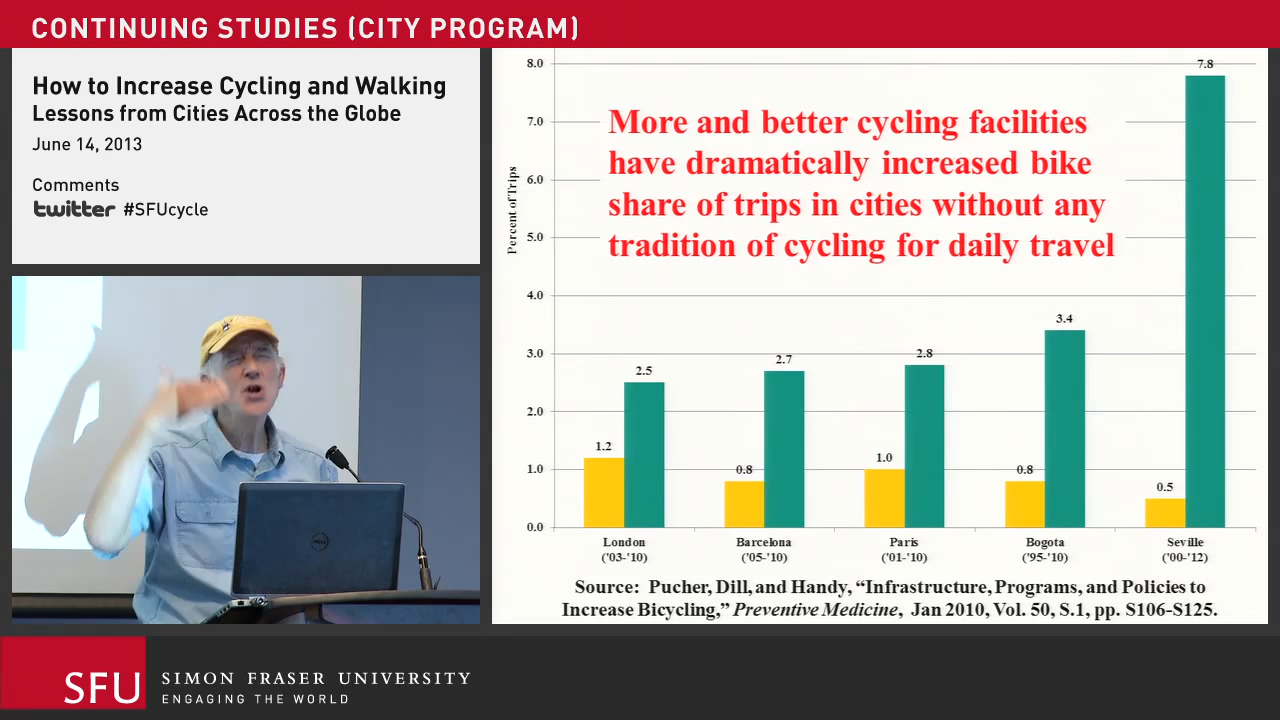 CONTINUING STUDIES (CITY PROGRAM)
How to Increase Cycling and Walking
Lessons from Cities Across the Globe
June 14, 2013
Comments
twitter #SFUcycle
8.0
7.0
6.0
5.0
4.0
3.0
2.0
1.0
0.0
Percent of Trips
More and better cycling facilities
have dramatically increased bike
share of trips in cities without any
tradition of cycling for daily travel
1.2
2.5
0.8
2.7
1.0
2.8
0.8
3.4
0.5
7.8
London
('03-'10)
Barcelona
('05-'10)
Paris
('01-'10)
Bogota
('95-'10)
Seville
('00-'12)
Source: Pucher, Dill, and Handy, “Infrastructure, Programs, and Policies to
Increase Bicycling,” Preventive Medicine, Jan 2010, Vol. 50, S.1, pp. S106-S125.
DELL
SFU
SIMON FRASER UNIVERSITY
ENGAGING THE WORLD